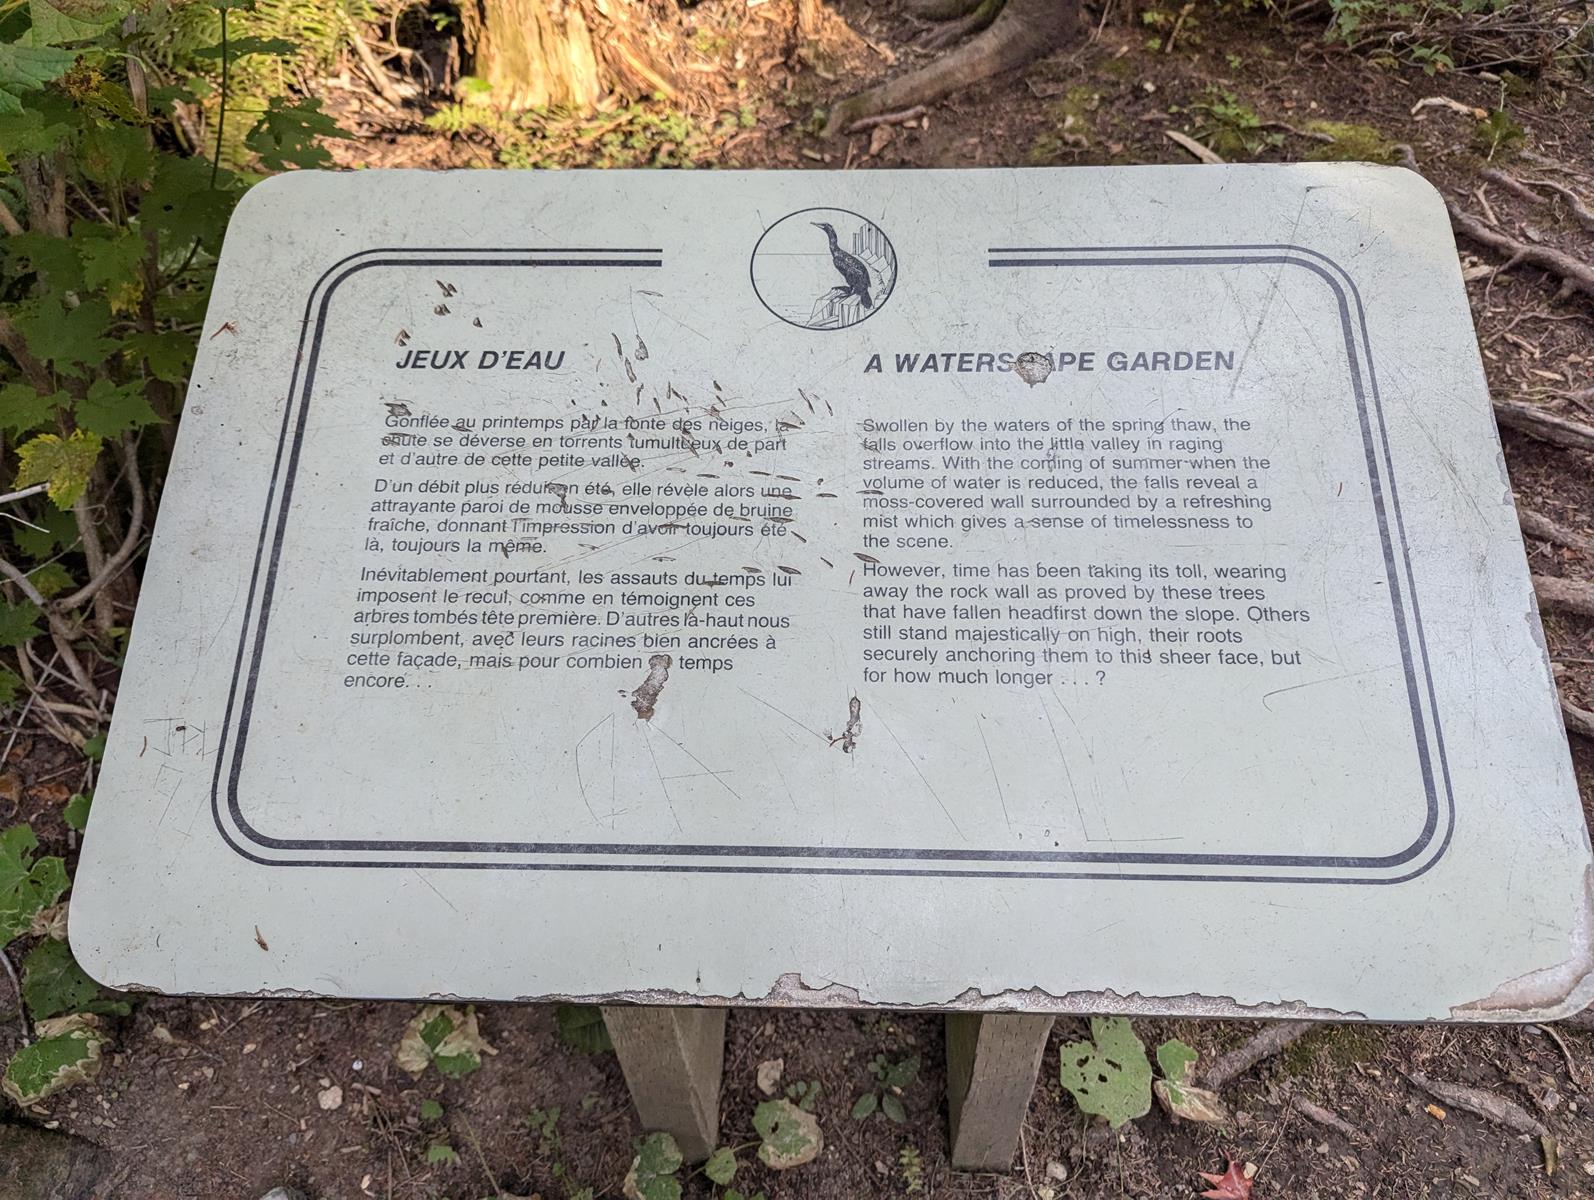 JEUX D'EAU
Gonflée au printemps par la fonte des neiges, la
chute se déverse en torrents tumultueux de part
et d'autre de cette petite vallée.
D'un débit plus réduit en été, elle révèle alors une
attrayante paroi de mousse enveloppée de bruine
fraîche, donnant l'impression d'avoir toujours été
là, toujours la même.
Inévitablement pourtant, les assauts du temps lui
imposent le recul, comme en témoignent ces
arbres tombés tête première. D'autres là-haut nous
surplombent, avec leurs racines bien ancrées à
cette façade, mais pour combien temps
encore. . .
A WATERSCAPE GARDEN
Swollen by the waters of the spring thaw, the
falls overflow into the little valley in raging
streams. With the coming of summer when the
volume of water is reduced, the falls reveal a
moss-covered wall surrounded by a refreshing
mist which gives a sense of timelessness to
the scene.
However, time has been taking its toll, wearing
away the rock wall as proved by these trees
that have fallen headfirst down the slope. Others
still stand majestically on high, their roots
securely anchoring them to this sheer face, but
for how much longer . . . ?